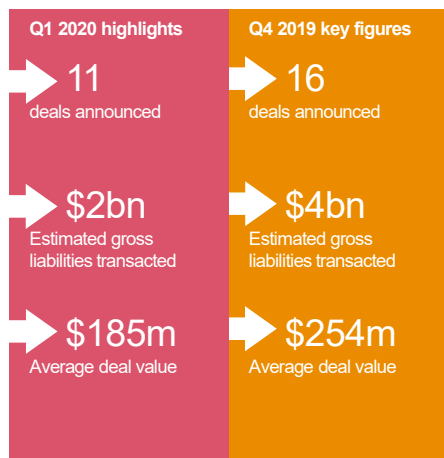 Q1 2020 highlights
11
deals announced
$2bn
Estimated gross
liabilities transacted
$185m
Average deal value
Q4 2019 key figures
16
deals announced
$4bn
Estimated gross
liabilities transacted
$254m
Average deal value